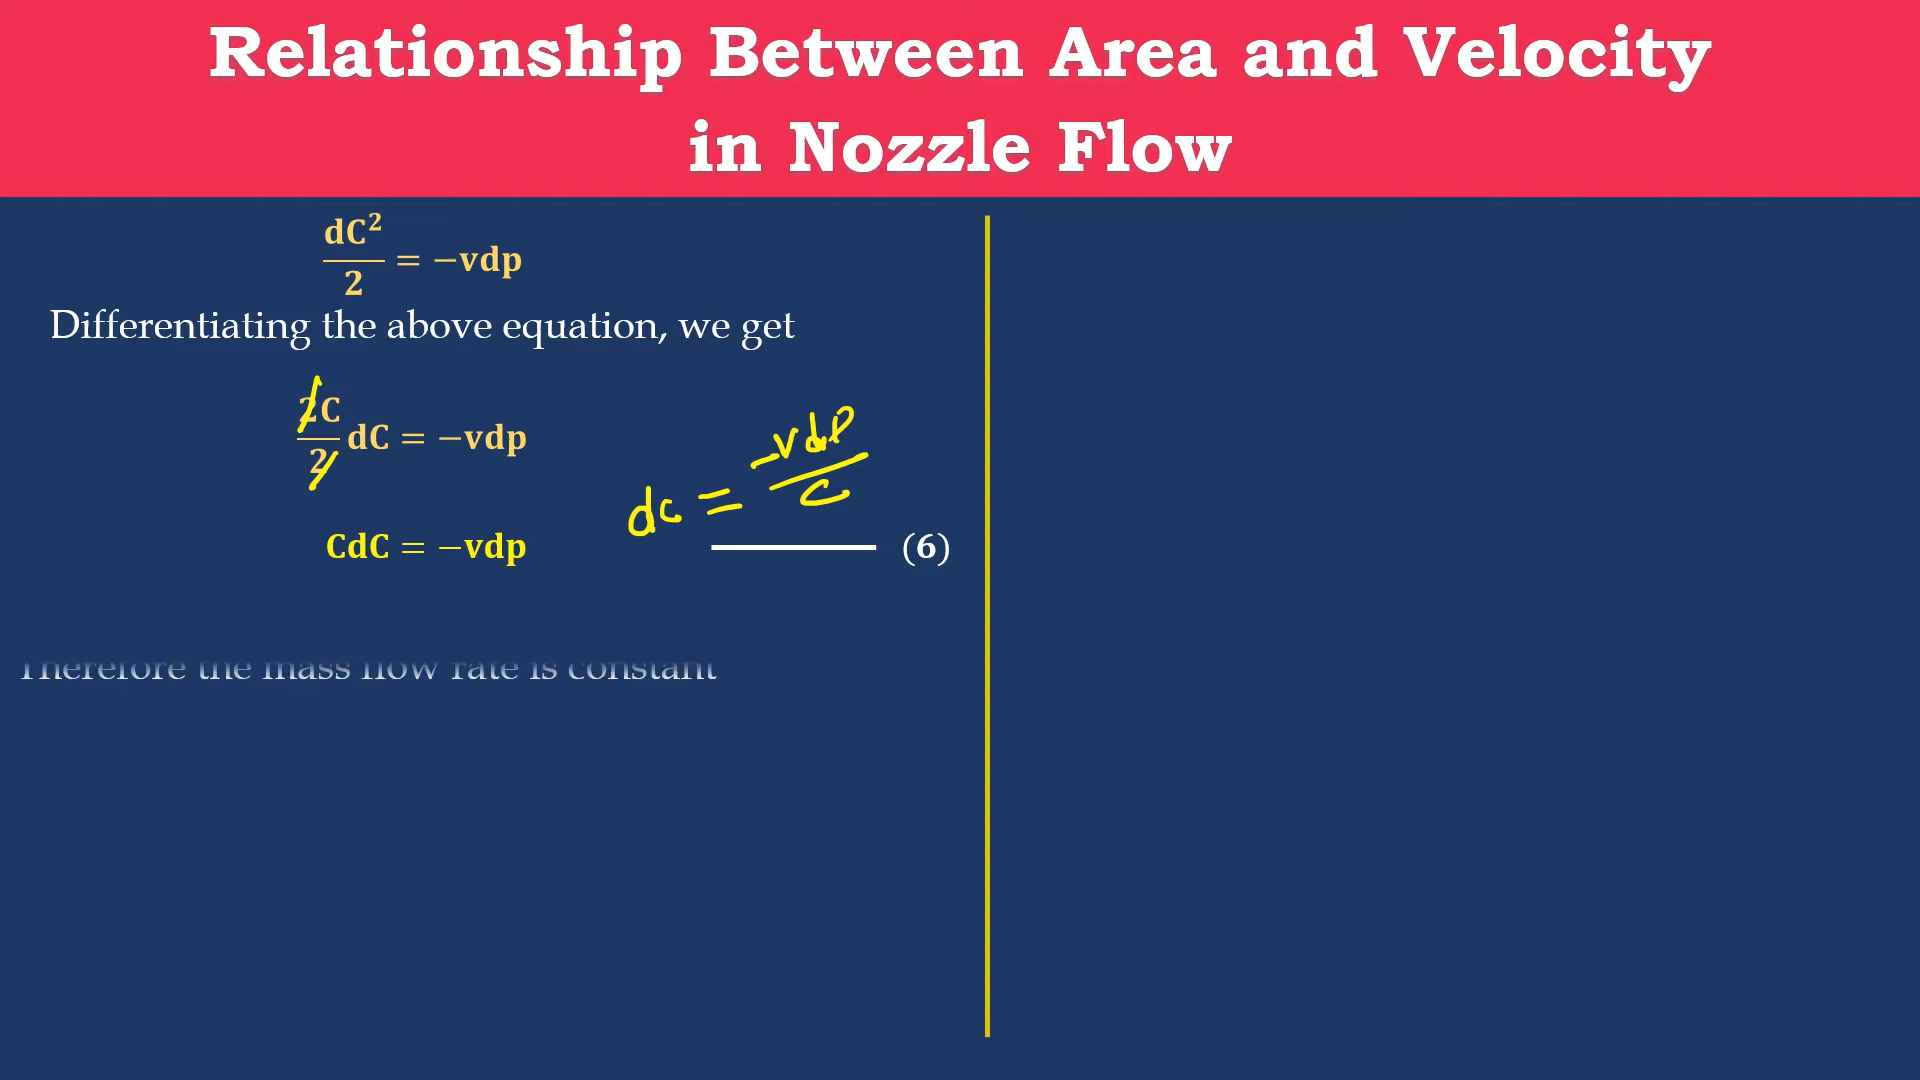 Relationship Between Area and Velocity
in Nozzle Flow
dC²/2 = −vdp
Differentiating the above equation, we get
2C/2 dC = −vdp
dc = -vdp/c
CdC = −vdp (6)
Therefore the mass flow rate is constant